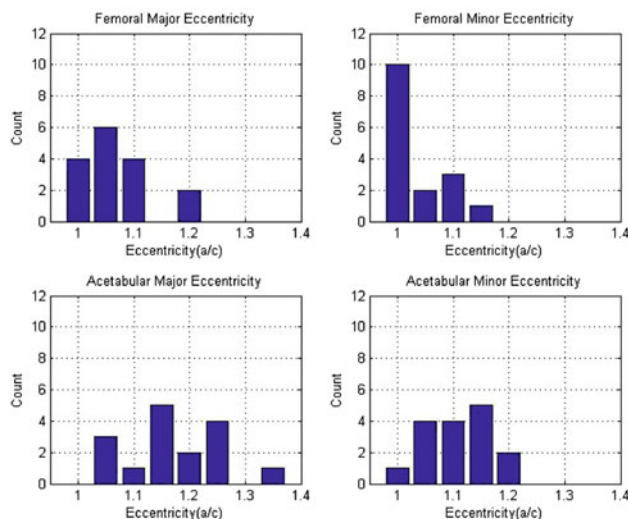 Femoral Major Eccentricity
12
10
8
6
4
2
0
Count
1 1.1 1.2 1.3 1.4
Eccentricity(a/c)
Femoral Minor Eccentricity
12
10
8
6
4
2
0
Count
1 1.1 1.2 1.3 1.4
Eccentricity(a/c)
Acetabular Major Eccentricity
12
10
8
6
4
2
0
Count
1 1.1 1.2 1.3 1.4
Eccentricity(a/c)
Acetabular Minor Eccentricity
12
10
8
6
4
2
0
Count
1 1.1 1.2 1.3 1.4
Eccentricity(a/c)